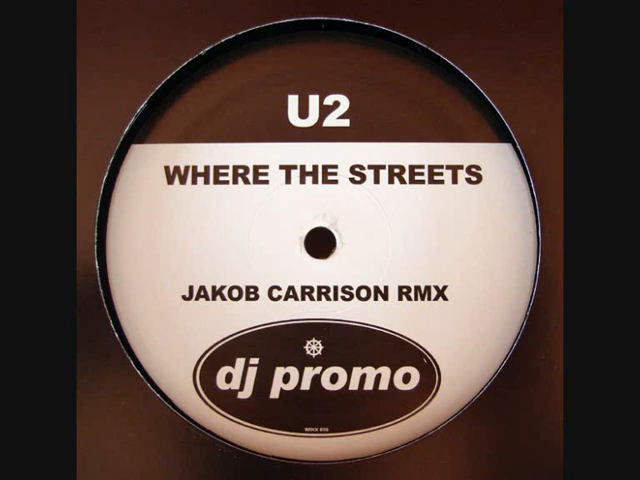 U2
WHERE THE STREETS
JAKOB CARRISON RMX
dj promo